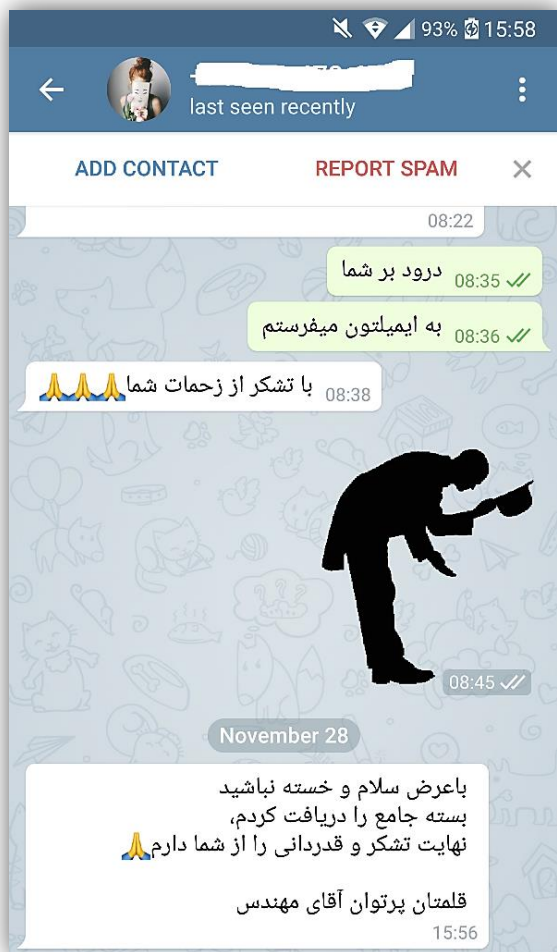 93% 15:58
last seen recently
ADD CONTACT
REPORT SPAM
08:22
درود بر شما
08:35
به ایمیلتون میفرستم
08:36
با تشکر از زحمات شما🙏🙏🙏
08:38
08:45
November 28
باعرض سلام و خسته نباشید
بسته جامع را دریافت کردم،
نهایت تشکر و قدردانی را از شما دارم🙏
قلمتان پرتوان آقای مهندس
15:56